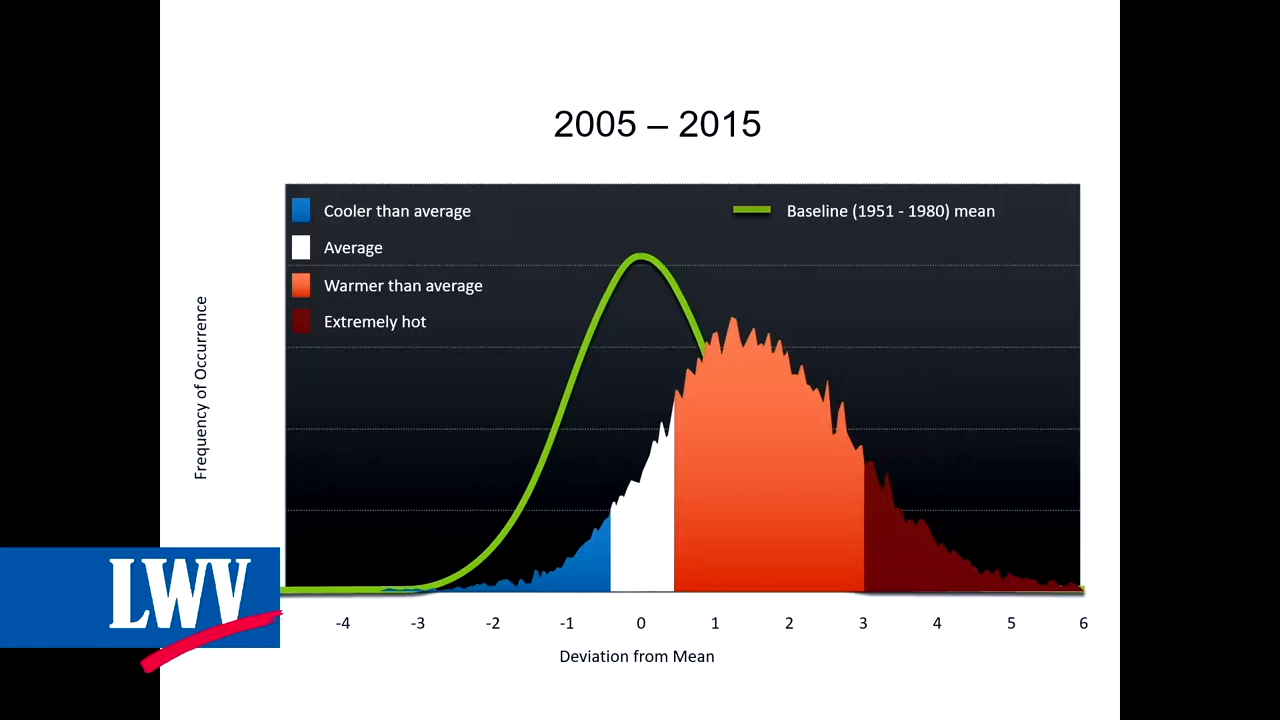 2005 – 2015
Cooler than average
Average
Warmer than average
Extremely hot
Baseline (1951 - 1980) mean
Frequency of Occurrence
LWV
-4 -3 -2 -1 0 1 2 3 4 5 6
Deviation from Mean